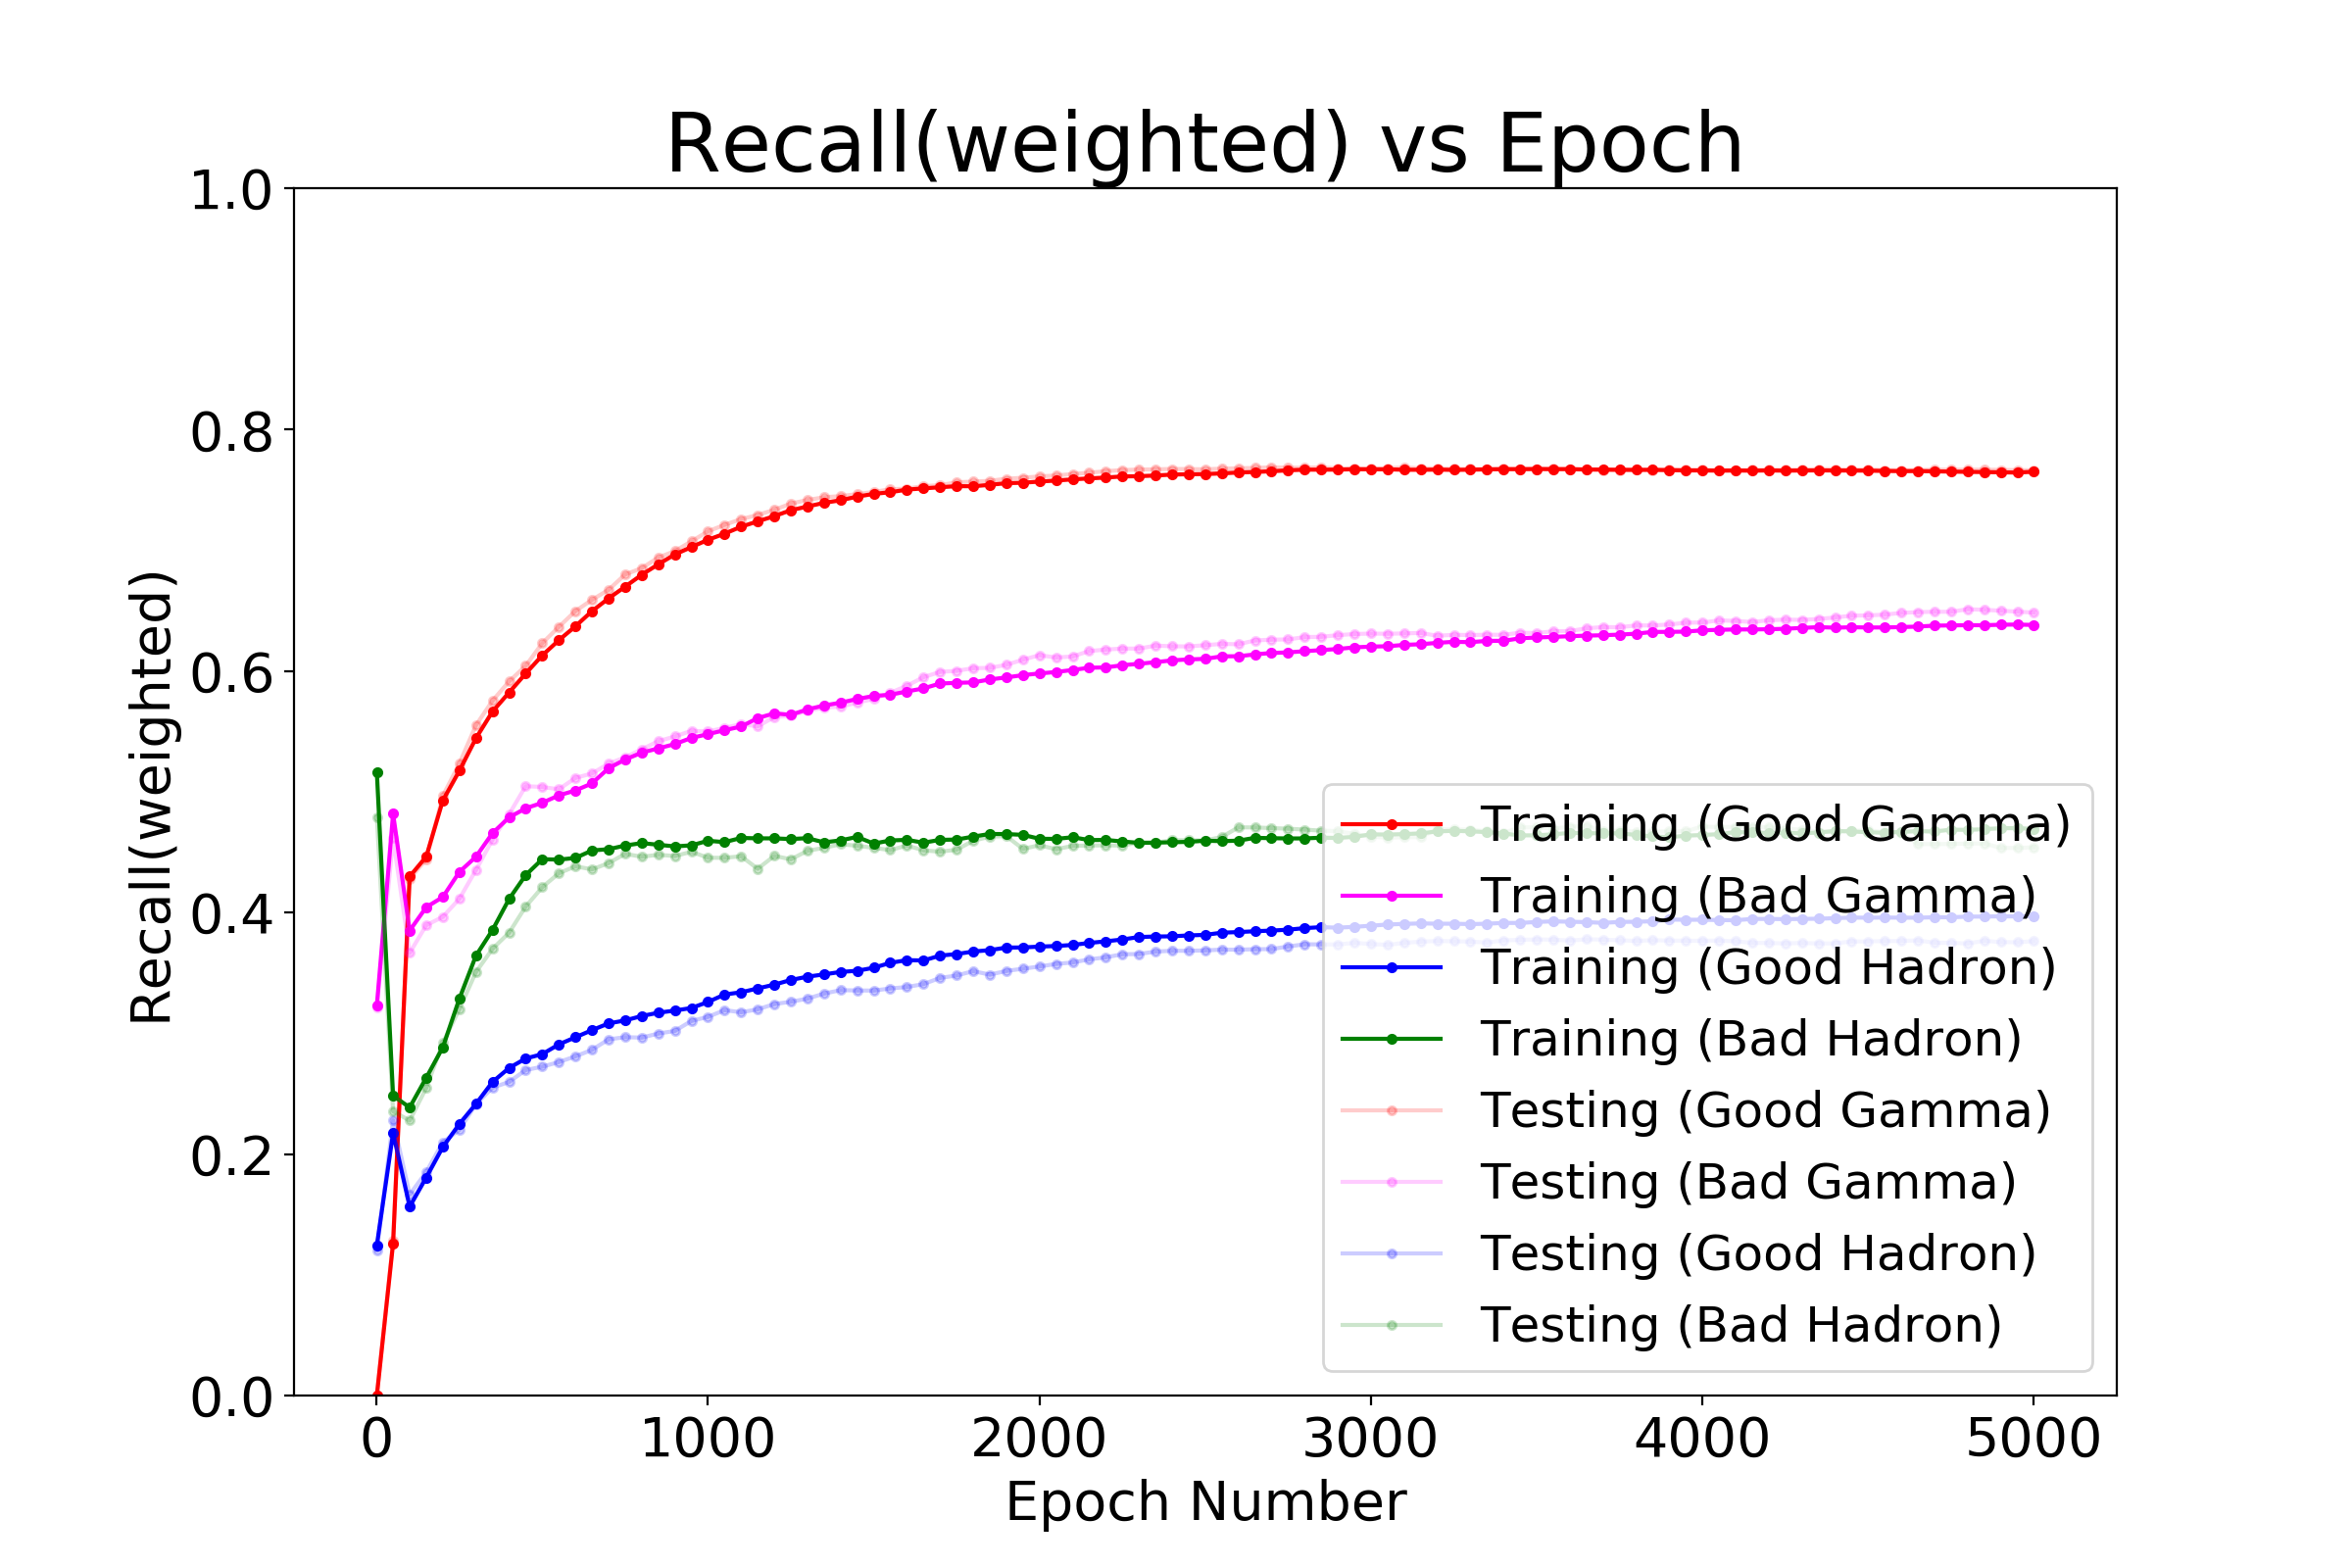 Recall(weighted) vs Epoch
1.0
0.8
0.6
0.4
0.2
0.0
Recall(weighted)
Training (Good Gamma)
Training (Bad Gamma)
Training (Good Hadron)
Training (Bad Hadron)
Testing (Good Gamma)
Testing (Bad Gamma)
Testing (Good Hadron)
Testing (Bad Hadron)
0 1000 2000 3000 4000 5000
Epoch Number